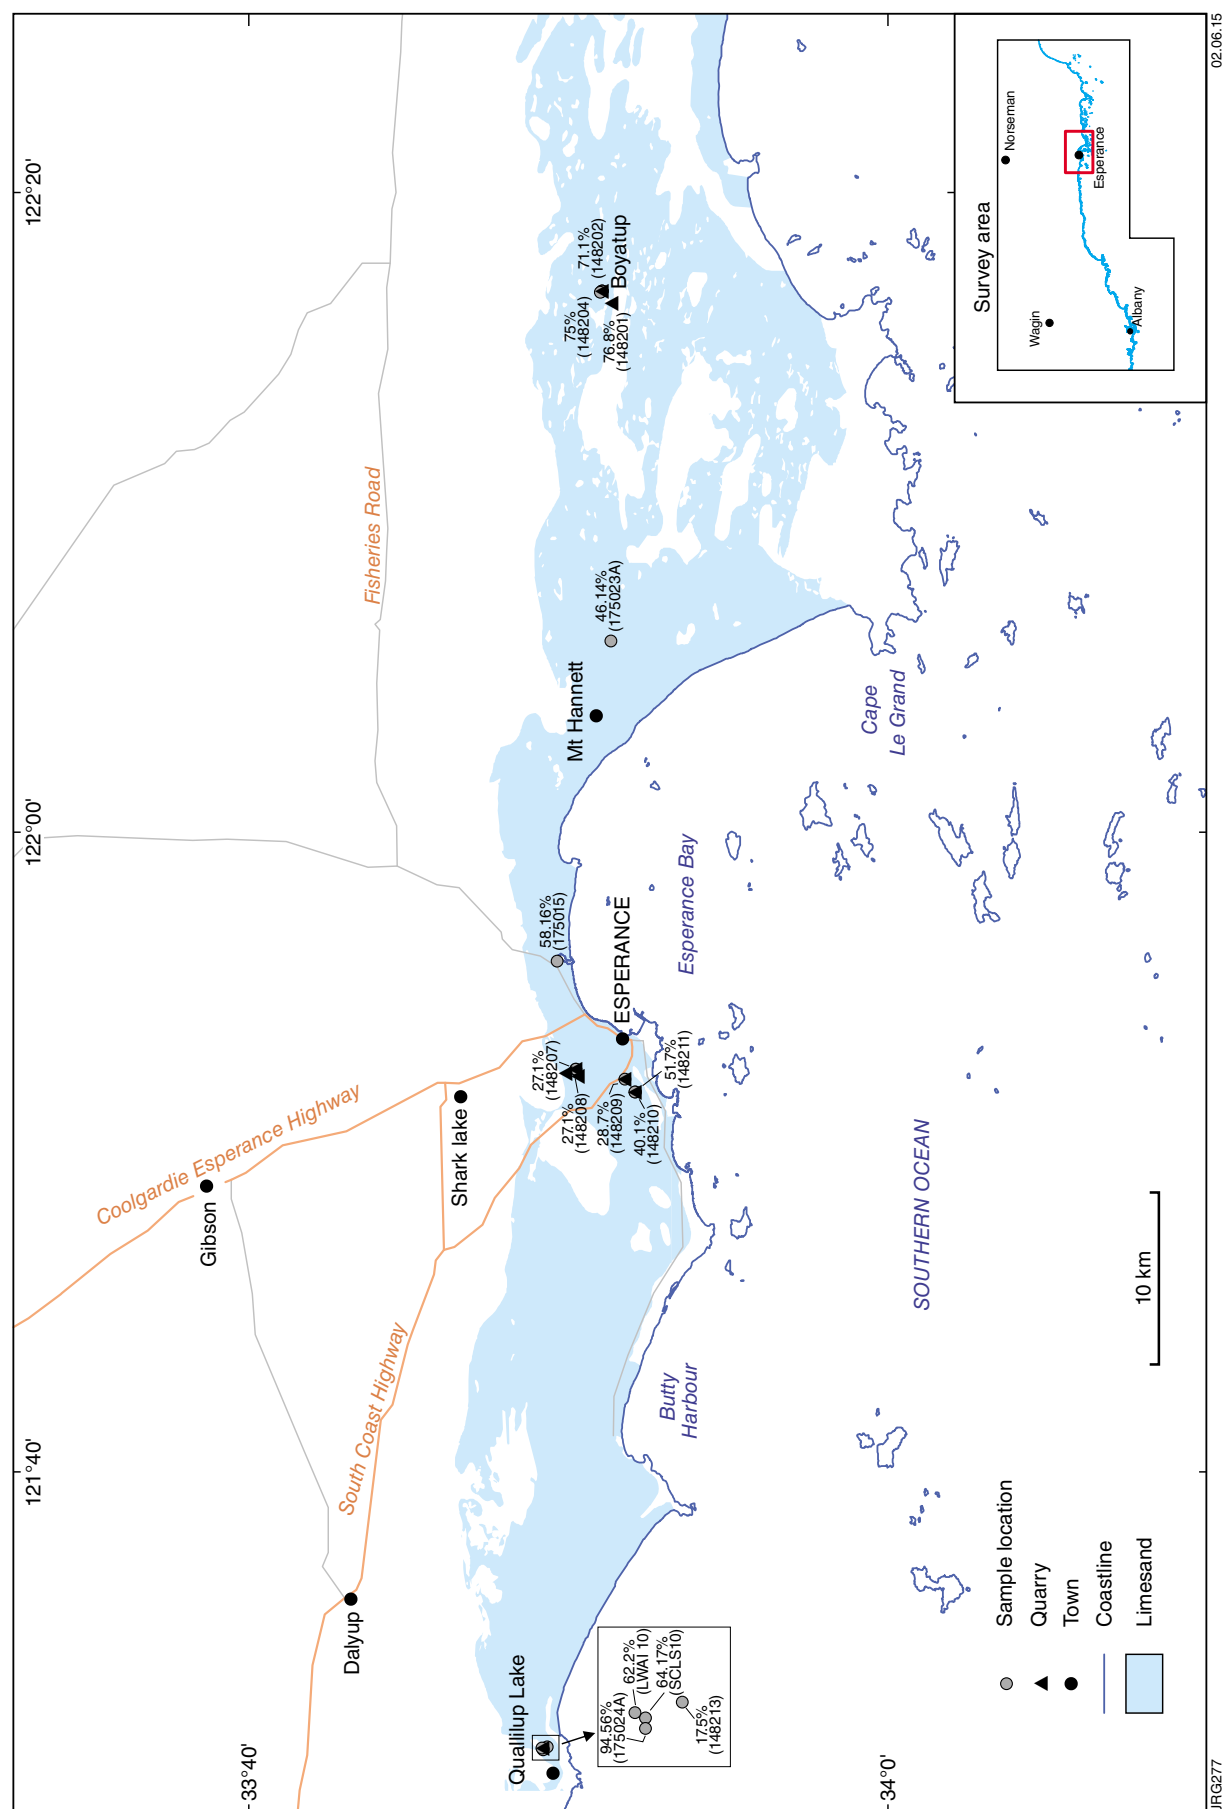 121°40'
122°00'
122°20'
33°40'
34°0'
Coolgardie Esperance Highway
Fisheries Road
South Coast Highway
Gibson
Dalyup
Shark lake
Quallilup Lake
94.56%
(175024A)
62.2%
(LWAI 10)
64.17%
(SCLS10)
17.5%
(148213)
27.1%
(148207)
27.1%
(148208)
28.7%
(148209)
40.1%
(148210)
51.7%
(148211)
ESPERANCE
58.16%
(175015)
Mt Hannett
46.14%
(175023A)
75%
(148204)
71.1%
(148202)
76.8%
(148201)
Boyatup
Butty
Harbour
Esperance Bay
Cape
Le Grand
SOUTHERN OCEAN
Sample location
Quarry
Town
Coastline
Limesand
10 km
Survey area
Wagin
Norseman
Albany
Esperance
JRG277
02.06.15